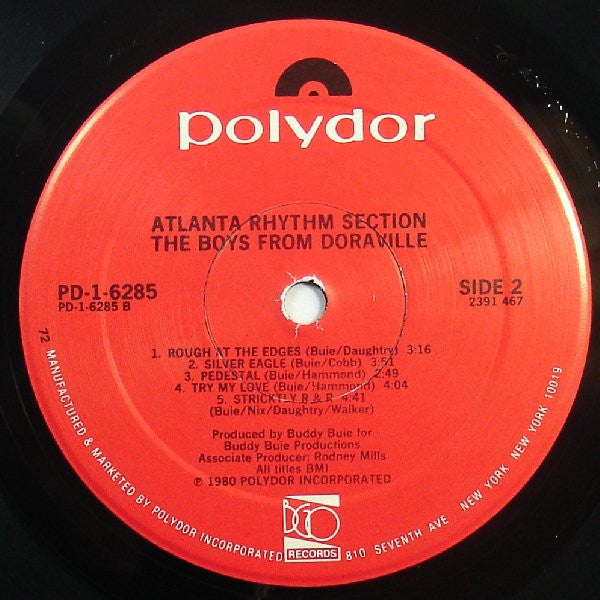 polydor
ATLANTA RHYTHM SECTION
THE BOYS FROM DORAVILLE
PD-1-6285
PD-1-6285 B
SIDE 2
2391 467
1. ROUGH AT THE EDGES (Buie/Daughtry) 3:16
2. SILVER EAGLE (Buie/Cobb) 3:51
3. PEDESTAL (Buie/Hammond) 2:49
4. TRY MY LOVE (Buie/Hammond) 4:04
5. STRICKTLY R & R 4:41
(Buie/Nix/Daughtry/Walker)
Produced by Buddy Buie for
Buddy Buie Productions
Associate Producer: Rodney Mills
All titles BMI
℗ 1980 POLYDOR INCORPORATED
BGO
RECORDS
72 MANUFACTURED & MARKETED BY POLYDOR INCORPORATED 810 SEVENTH AVE NEW YORK, NEW YORK 10019